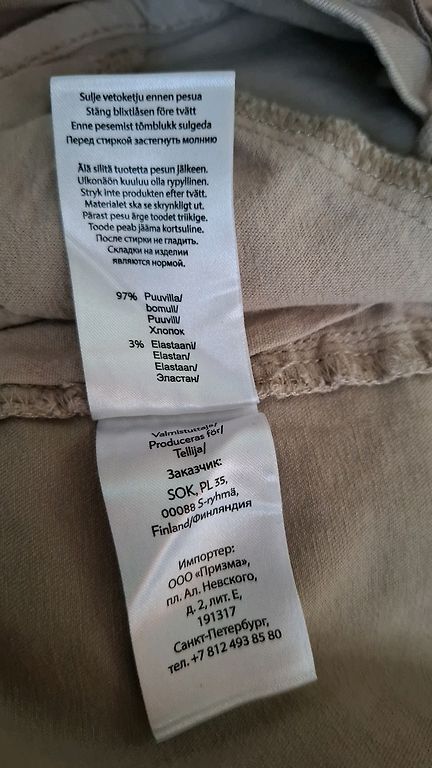 Sulje vetoketju ennen pesua
Stäng blixtlåsen före tvätt
Enne pesemist tõmblukk sulgeda
Перед стиркой застегнуть молнию
Älä silitä tuotetta pesun jälkeen.
Ulkonäön kuuluu olla rypyllinen.
Stryk inte produkten efter tvätt.
Materialet ska se skrynkligt ut.
Pärast pesu ärge toodet triikige.
Toode peab jääma kortsuline.
После стирки не гладить.
Складки на изделии
являются нормой.
97% Puuvilla/
bomull/
Puuvill/
Хлопок
3% Elastaani/
Elastan/
Elastaan/
Эластан/
Valmistuttaja/
Produceras för/
Tellija/
Заказчик:
SOK, PL 35,
00088 S-ryhmä,
Finland/Финляндия
Импортер:
ООО «Призма»,
пл. Ал. Невского,
д. 2, лит. Е,
191317
Санкт-Петербург,
тел. +7 812 493 85 80